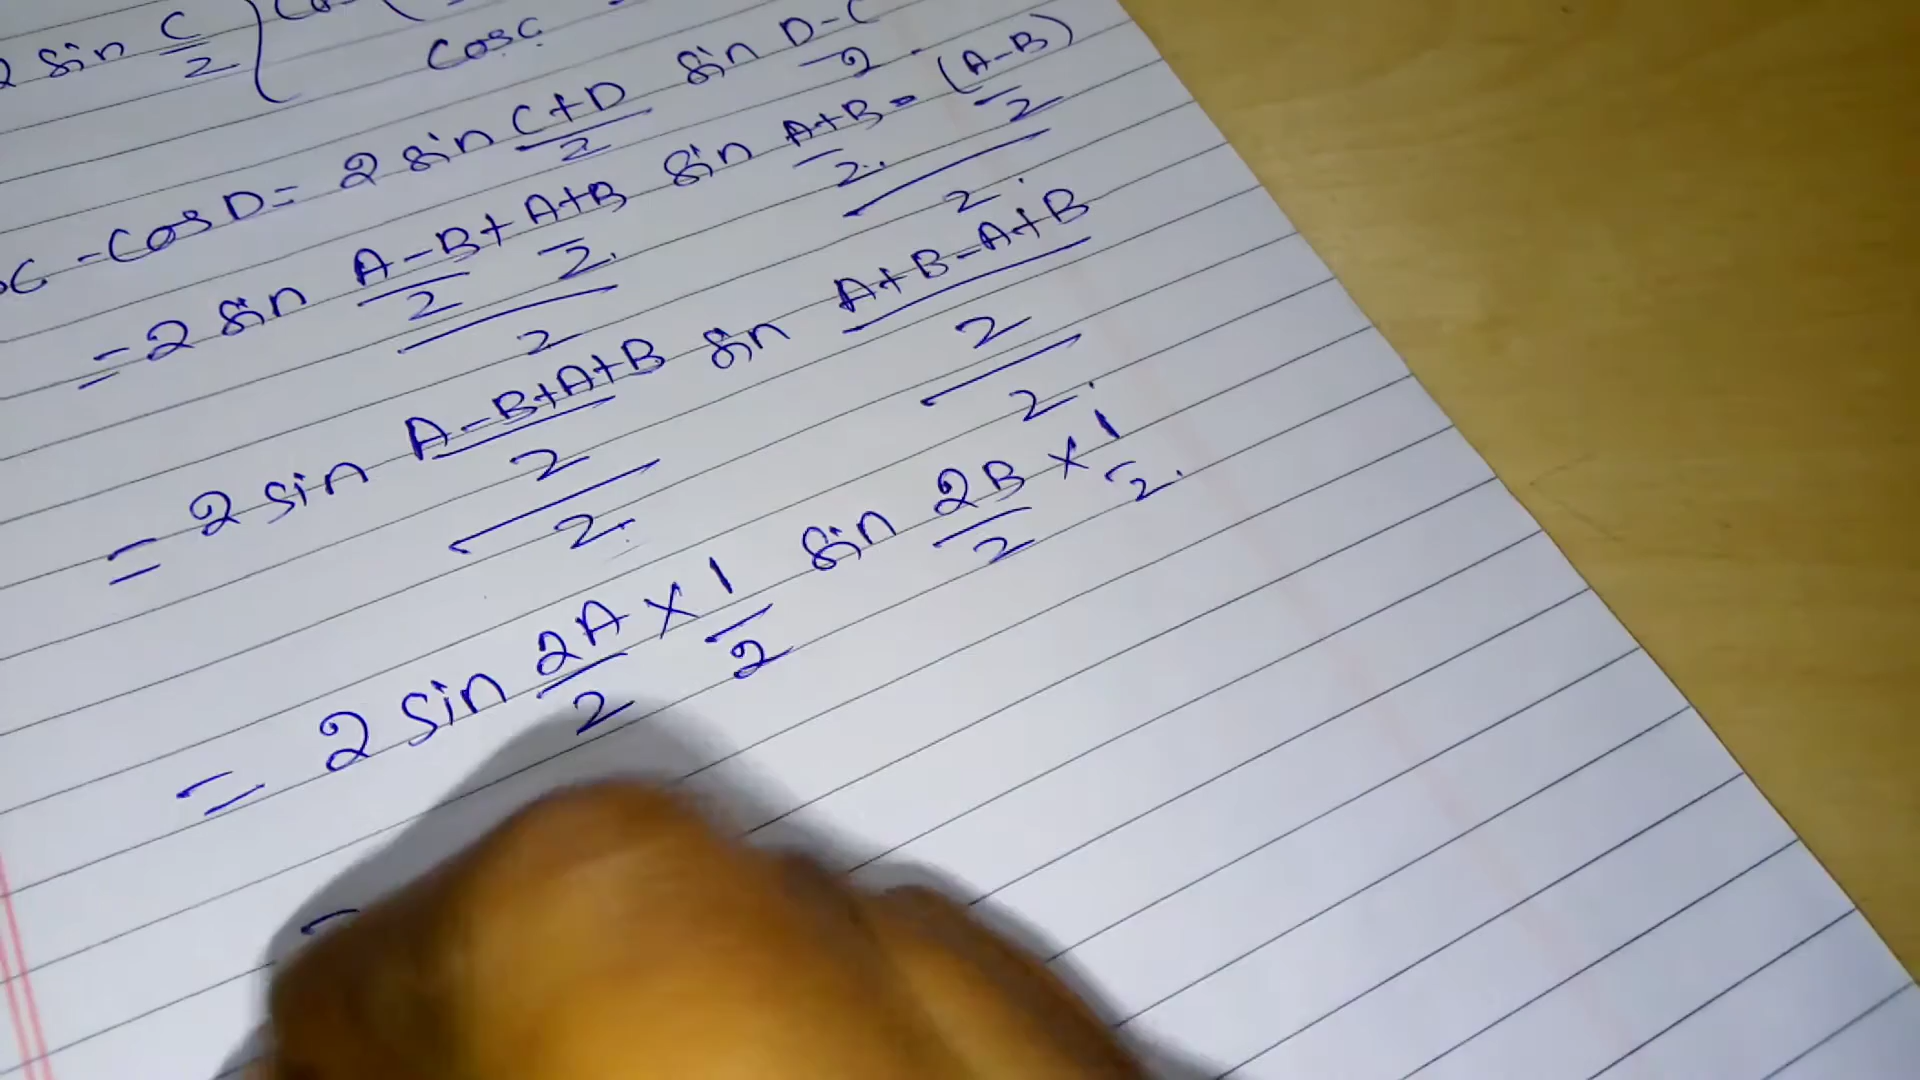 2 sin C/2 (
cos C
C - cos D = 2 sin C+D/2 sin D-C/2
= 2 sin (A-B/2 + A+B/2)/2 sin (A+B/2 - (A-B)/2)/2
= 2 sin (A-B+A+B/2)/2 sin (A+B-A+B/2)/2
= 2 sin 2A/2 × 1/2 sin 2B/2 × 1/2